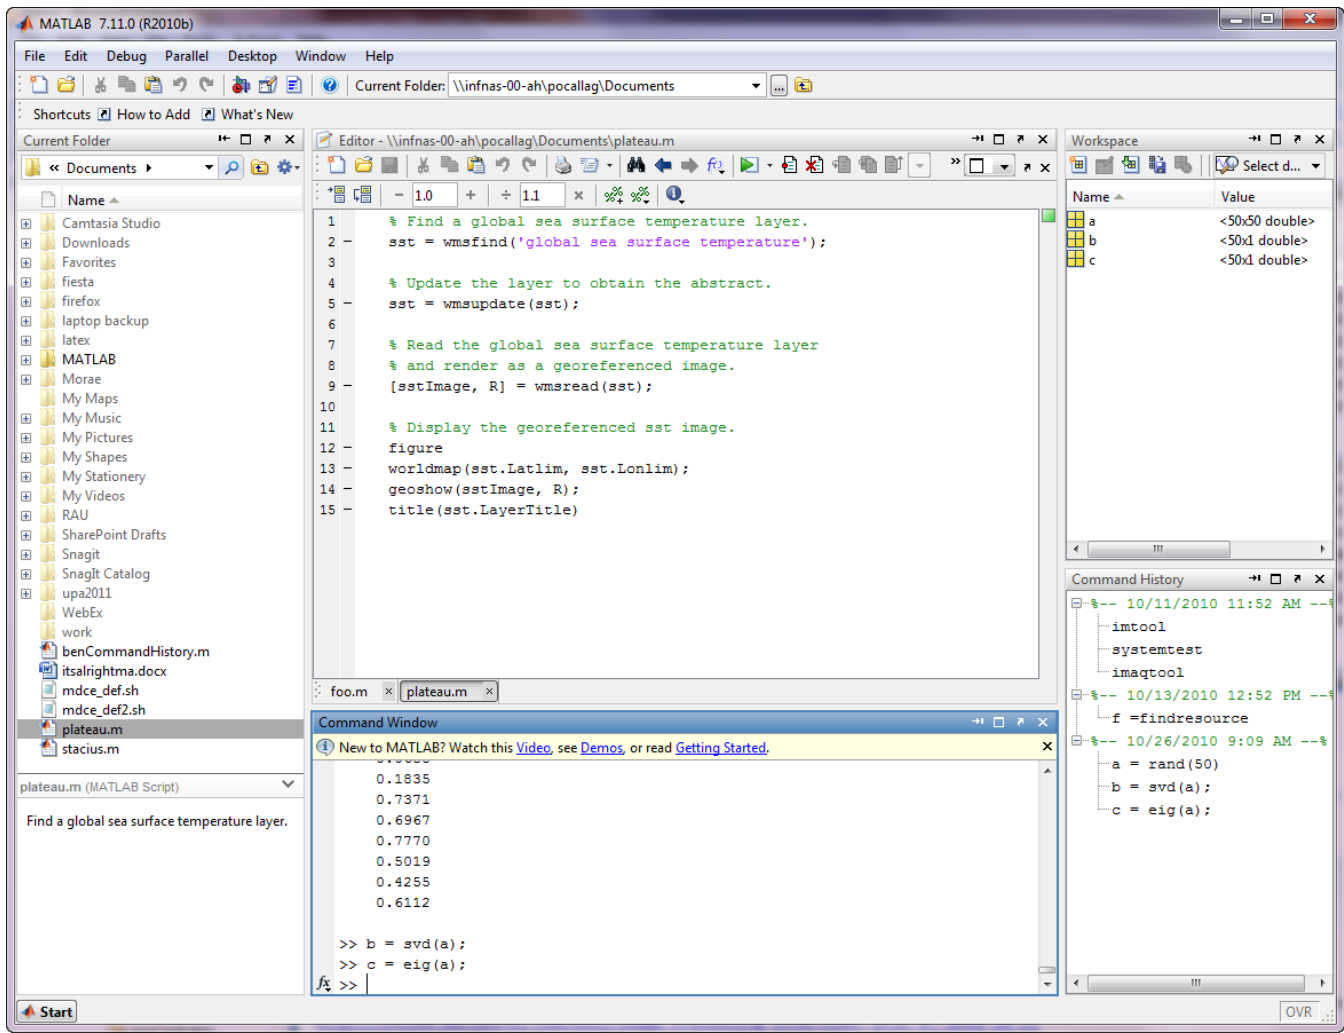 MATLAB 7.11.0 (R2010b)
File Edit Debug Parallel Desktop Window Help
Current Folder: \\infnas-00-ah\pocallag\Documents
Shortcuts How to Add What's New
Current Folder
« Documents
Name
Camtasia Studio
Downloads
Favorites
fiesta
firefox
laptop backup
latex
MATLAB
Morae
My Maps
My Music
My Pictures
My Shapes
My Stationery
My Videos
RAU
SharePoint Drafts
Snagit
SnagIt Catalog
upa2011
WebEx
work
benCommandHistory.m
itsalrightma.docx
mdce_def.sh
mdce_def2.sh
plateau.m
stacius.m
plateau.m (MATLAB Script)
Find a global sea surface temperature layer.
Start
Editor - \\infnas-00-ah\pocallag\Documents\plateau.m
- 1.0 + ÷ 1.1 ×
1 % Find a global sea surface temperature layer.
2 - sst = wmsfind('global sea surface temperature');
3
4 % Update the layer to obtain the abstract.
5 - sst = wmsupdate(sst);
6
7 % Read the global sea surface temperature layer
8 % and render as a georeferenced image.
9 - [sstImage, R] = wmsread(sst);
10
11 % Display the georeferenced sst image.
12 - figure
13 - worldmap(sst.Latlim, sst.Lonlim);
14 - geoshow(sstImage, R);
15 - title(sst.LayerTitle)
foo.m × plateau.m ×
Command Window
New to MATLAB? Watch this Video, see Demos, or read Getting Started.
0.1835
0.7371
0.6967
0.7770
0.5019
0.4255
0.6112
>> b = svd(a);
>> c = eig(a);
fx >>
Workspace
Select d...
Name Value
a <50x50 double>
b <50x1 double>
c <50x1 double>
Command History
%-- 10/11/2010 11:52 AM --%
imtool
systemtest
imaqtool
%-- 10/13/2010 12:52 PM --%
f =findresource
%-- 10/26/2010 9:09 AM --%
a = rand(50)
b = svd(a);
c = eig(a);
OVR